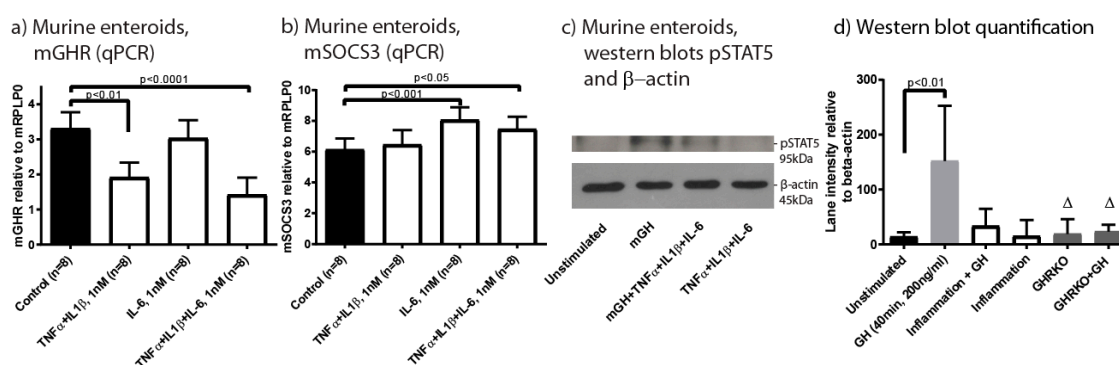 a) Murine enteroids,
mGHR (qPCR)
mGHR relative to mRPLP0
4
3
2
1
0
p<0.0001
p<0.01
Control (n=8)
TNFα+IL1β, 1nM (n=8)
IL-6, 1nM (n=8)
TNFα+IL1β+IL-6, 1nM (n=8)
b) Murine enteroids,
mSOCS3 (qPCR)
mSOCS3 relative to mRPLP0
10
8
6
4
2
0
p<0.05
p<0.001
Control (n=8)
TNFα+IL1β, 1nM (n=8)
IL-6, 1nM (n=8)
TNFα+IL1β+IL-6, 1nM (n=8)
c) Murine enteroids,
western blots pSTAT5
and β–actin
pSTAT5
95kDa
β-actin
45kDa
Unstimulated
mGH
mGH+TNFα+IL1β+IL-6
TNFα+IL1β+IL-6
d) Western blot quantification
Lane intensity relative
to beta-actin
300
200
100
0
p<0.01
Δ
Δ
Unstimulated
GH (40min, 200ng/ml)
Inflammation + GH
Inflammation
GHRKO
GHRKO+GH